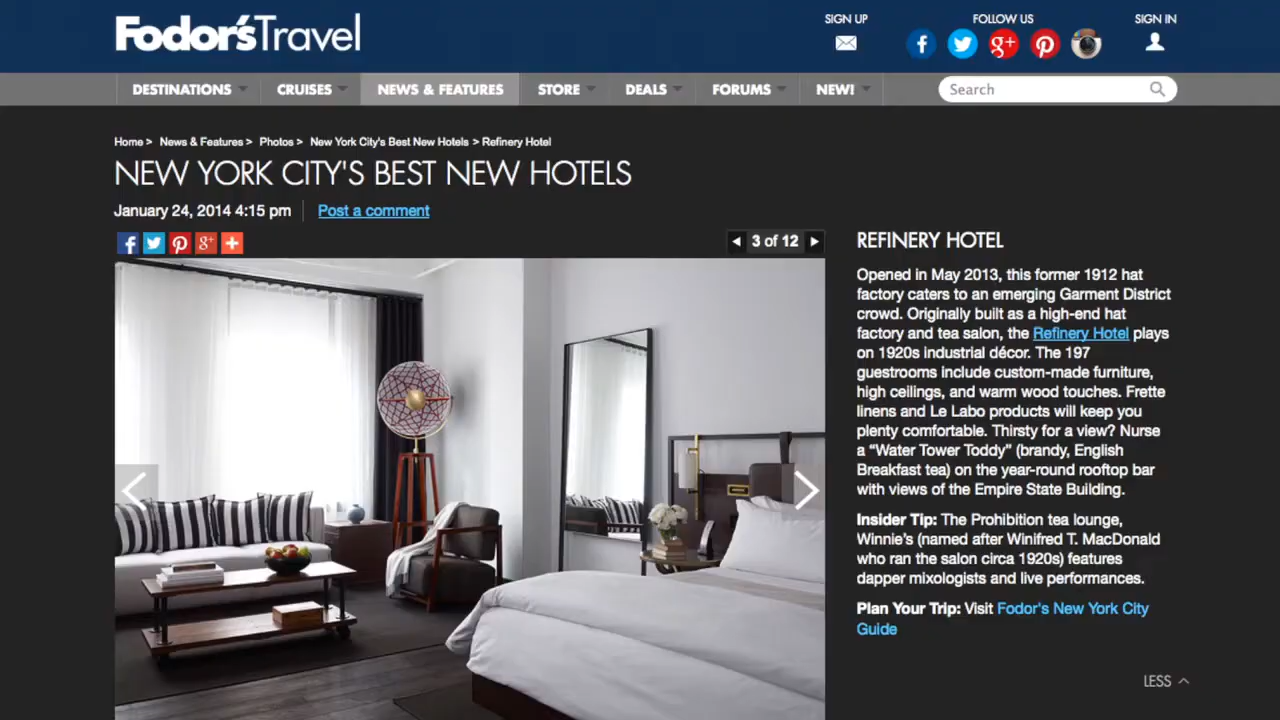 Fodor'sTravel
SIGN UP
FOLLOW US
SIGN IN
DESTINATIONS
CRUISES
NEWS & FEATURES
STORE
DEALS
FORUMS
NEW!
Search
Home > News & Features > Photos > New York City's Best New Hotels > Refinery Hotel
NEW YORK CITY'S BEST NEW HOTELS
January 24, 2014 4:15 pm
Post a comment
3 of 12
REFINERY HOTEL
Opened in May 2013, this former 1912 hat
factory caters to an emerging Garment District
crowd. Originally built as a high-end hat
factory and tea salon, the Refinery Hotel plays
on 1920s industrial décor. The 197
guestrooms include custom-made furniture,
high ceilings, and warm wood touches. Frette
linens and Le Labo products will keep you
plenty comfortable. Thirsty for a view? Nurse
a “Water Tower Toddy” (brandy, English
Breakfast tea) on the year-round rooftop bar
with views of the Empire State Building.
Insider Tip: The Prohibition tea lounge,
Winnie’s (named after Winifred T. MacDonald
who ran the salon circa 1920s) features
dapper mixologists and live performances.
Plan Your Trip: Visit Fodor's New York City
Guide
LESS